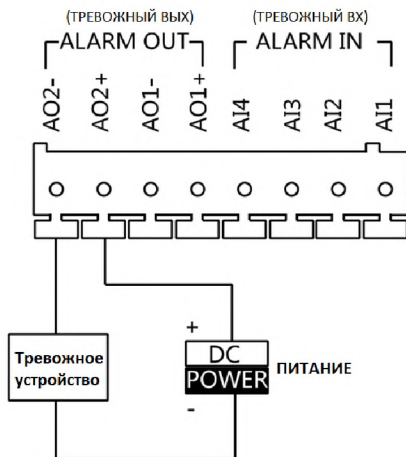 (ТРЕВОЖНЫЙ ВЫХ) (ТРЕВОЖНЫЙ ВХ)
ALARM OUT ALARM IN
AO2- AO2+ AO1- AO1+ AI4 AI3 AI2 AI1
+
DC
POWER
ПИТАНИЕ
-
Тревожное
устройство